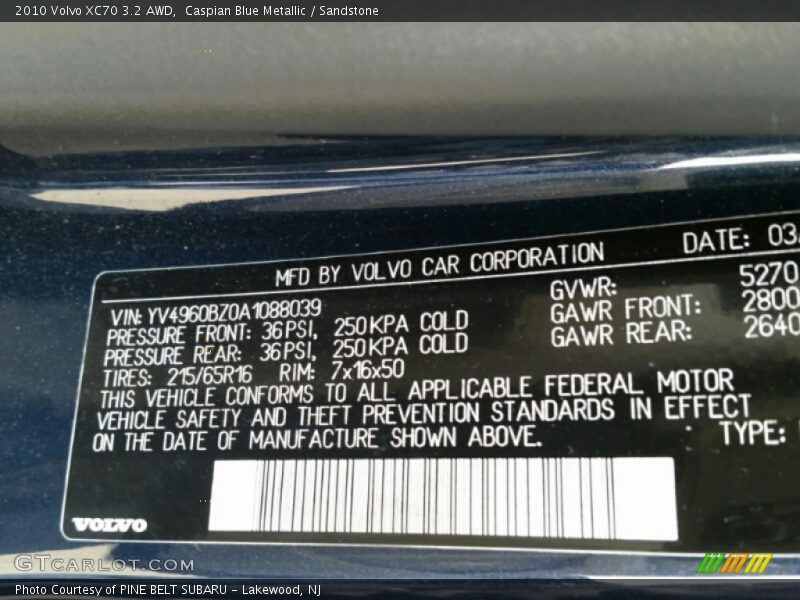 2010 Volvo XC70 3.2 AWD,  Caspian Blue Metallic / Sandstone
MFD BY VOLVO CAR CORPORATION DATE: 03
VIN: YV4960BZ0A1088039 GVWR: 5270
PRESSURE FRONT: 36PSI, 250KPA COLD GAWR FRONT: 2800
PRESSURE REAR: 36PSI, 250KPA COLD GAWR REAR: 2640
TIRES: 215/65R16 RIM: 7x16x50
THIS VEHICLE CONFORMS TO ALL APPLICABLE FEDERAL MOTOR
VEHICLE SAFETY AND THEFT PREVENTION STANDARDS IN EFFECT
ON THE DATE OF MANUFACTURE SHOWN ABOVE. TYPE:
VOLVO
GTcarlot.com
Photo Courtesy of PINE BELT SUBARU - Lakewood, NJ